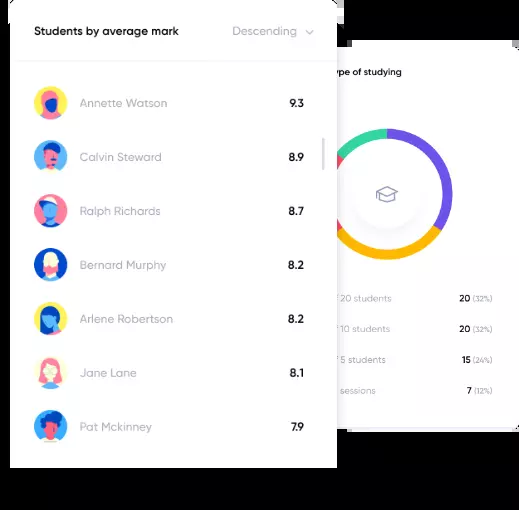 Students by average mark
Descending
Annette Watson 9.3
Calvin Steward 8.9
Ralph Richards 8.7
Bernard Murphy 8.2
Arlene Robertson 8.2
Jane Lane 8.1
Pat Mckinney 7.9
of studying
20 students 20 (32%)
10 students 20 (32%)
5 students 15 (24%)
sessions 7 (12%)